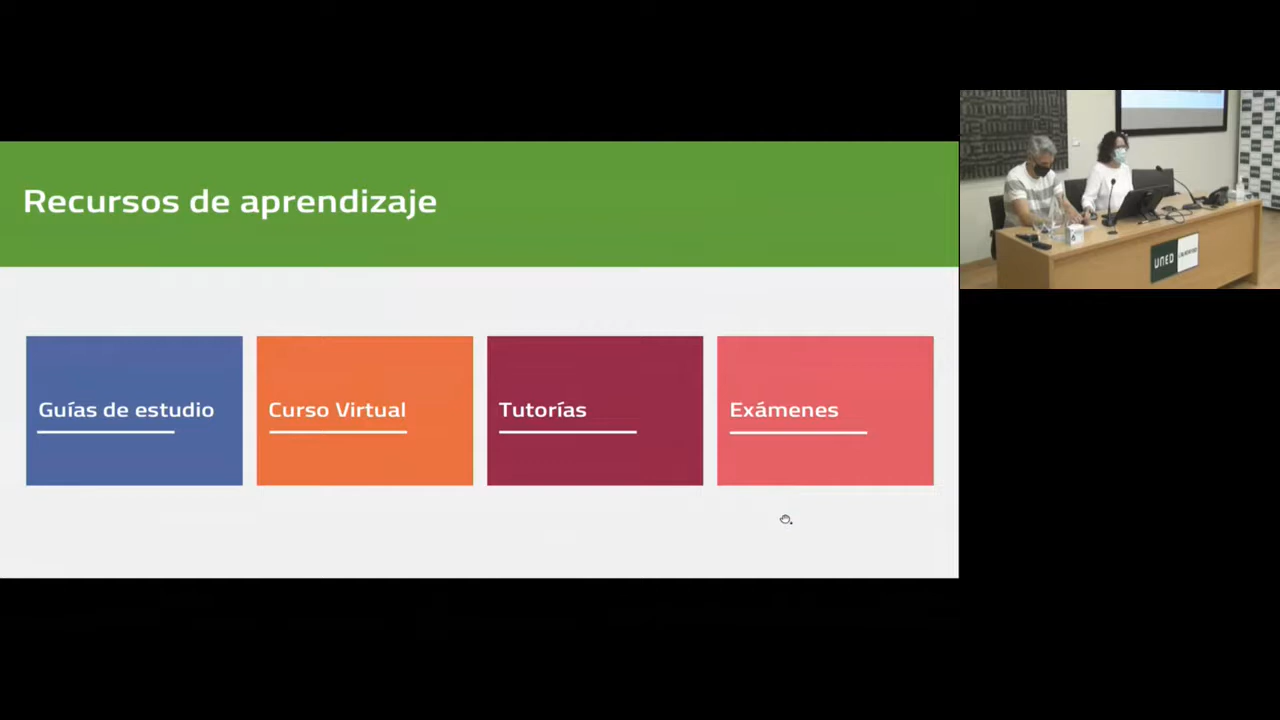 Recursos de aprendizaje
Guías de estudio
Curso Virtual
Tutorías
Exámenes
UNED